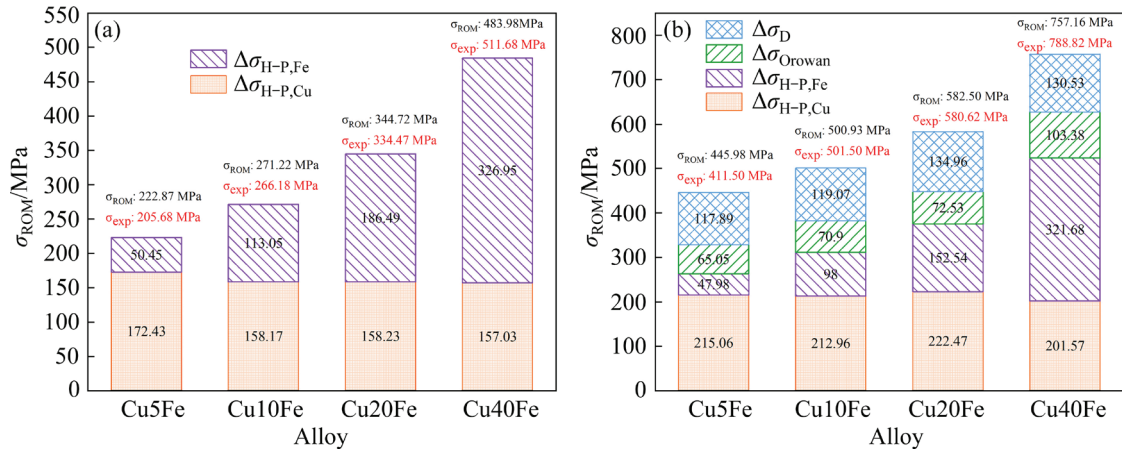 (a)
σROM/MPa
550
500
450
400
350
300
250
200
150
100
50
0
ΔσH−P,Fe
ΔσH−P,Cu
σROM: 222.87 MPa
σexp: 205.68 MPa
50.45
172.43
σROM: 271.22 MPa
σexp: 266.18 MPa
113.05
158.17
σROM: 344.72 MPa
σexp: 334.47 MPa
186.49
158.23
σROM: 483.98MPa
σexp: 511.68 MPa
326.95
157.03
Cu5Fe Cu10Fe Cu20Fe Cu40Fe
Alloy
(b)
σROM/MPa
800
700
600
500
400
300
200
100
0
ΔσD
ΔσOrowan
ΔσH−P,Fe
ΔσH−P,Cu
σROM: 445.98 MPa
σexp: 411.50 MPa
117.89
65.05
47.98
215.06
σROM: 500.93 MPa
σexp: 501.50 MPa
119.07
70.9
98
212.96
σROM: 582.50 MPa
σexp: 580.62 MPa
134.96
72.53
152.54
222.47
σROM: 757.16 MPa
σexp: 788.82 MPa
130.53
103.38
321.68
201.57
Cu5Fe Cu10Fe Cu20Fe Cu40Fe
Alloy